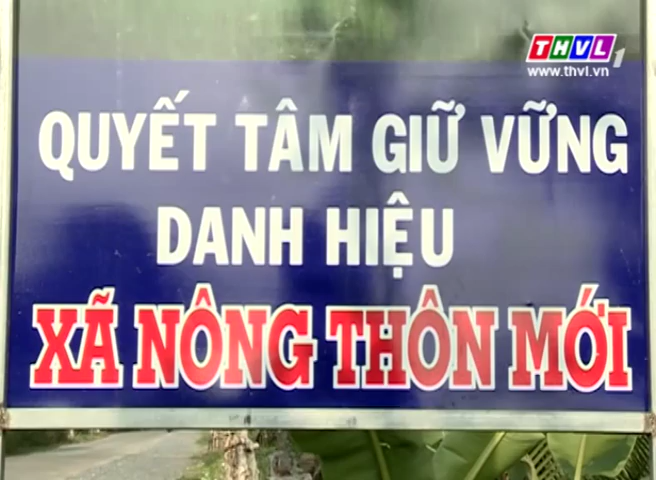 THVL1
www.thvl.vn
QUYẾT TÂM GIỮ VỮNG
DANH HIỆU
XÃ NÔNG THÔN MỚI